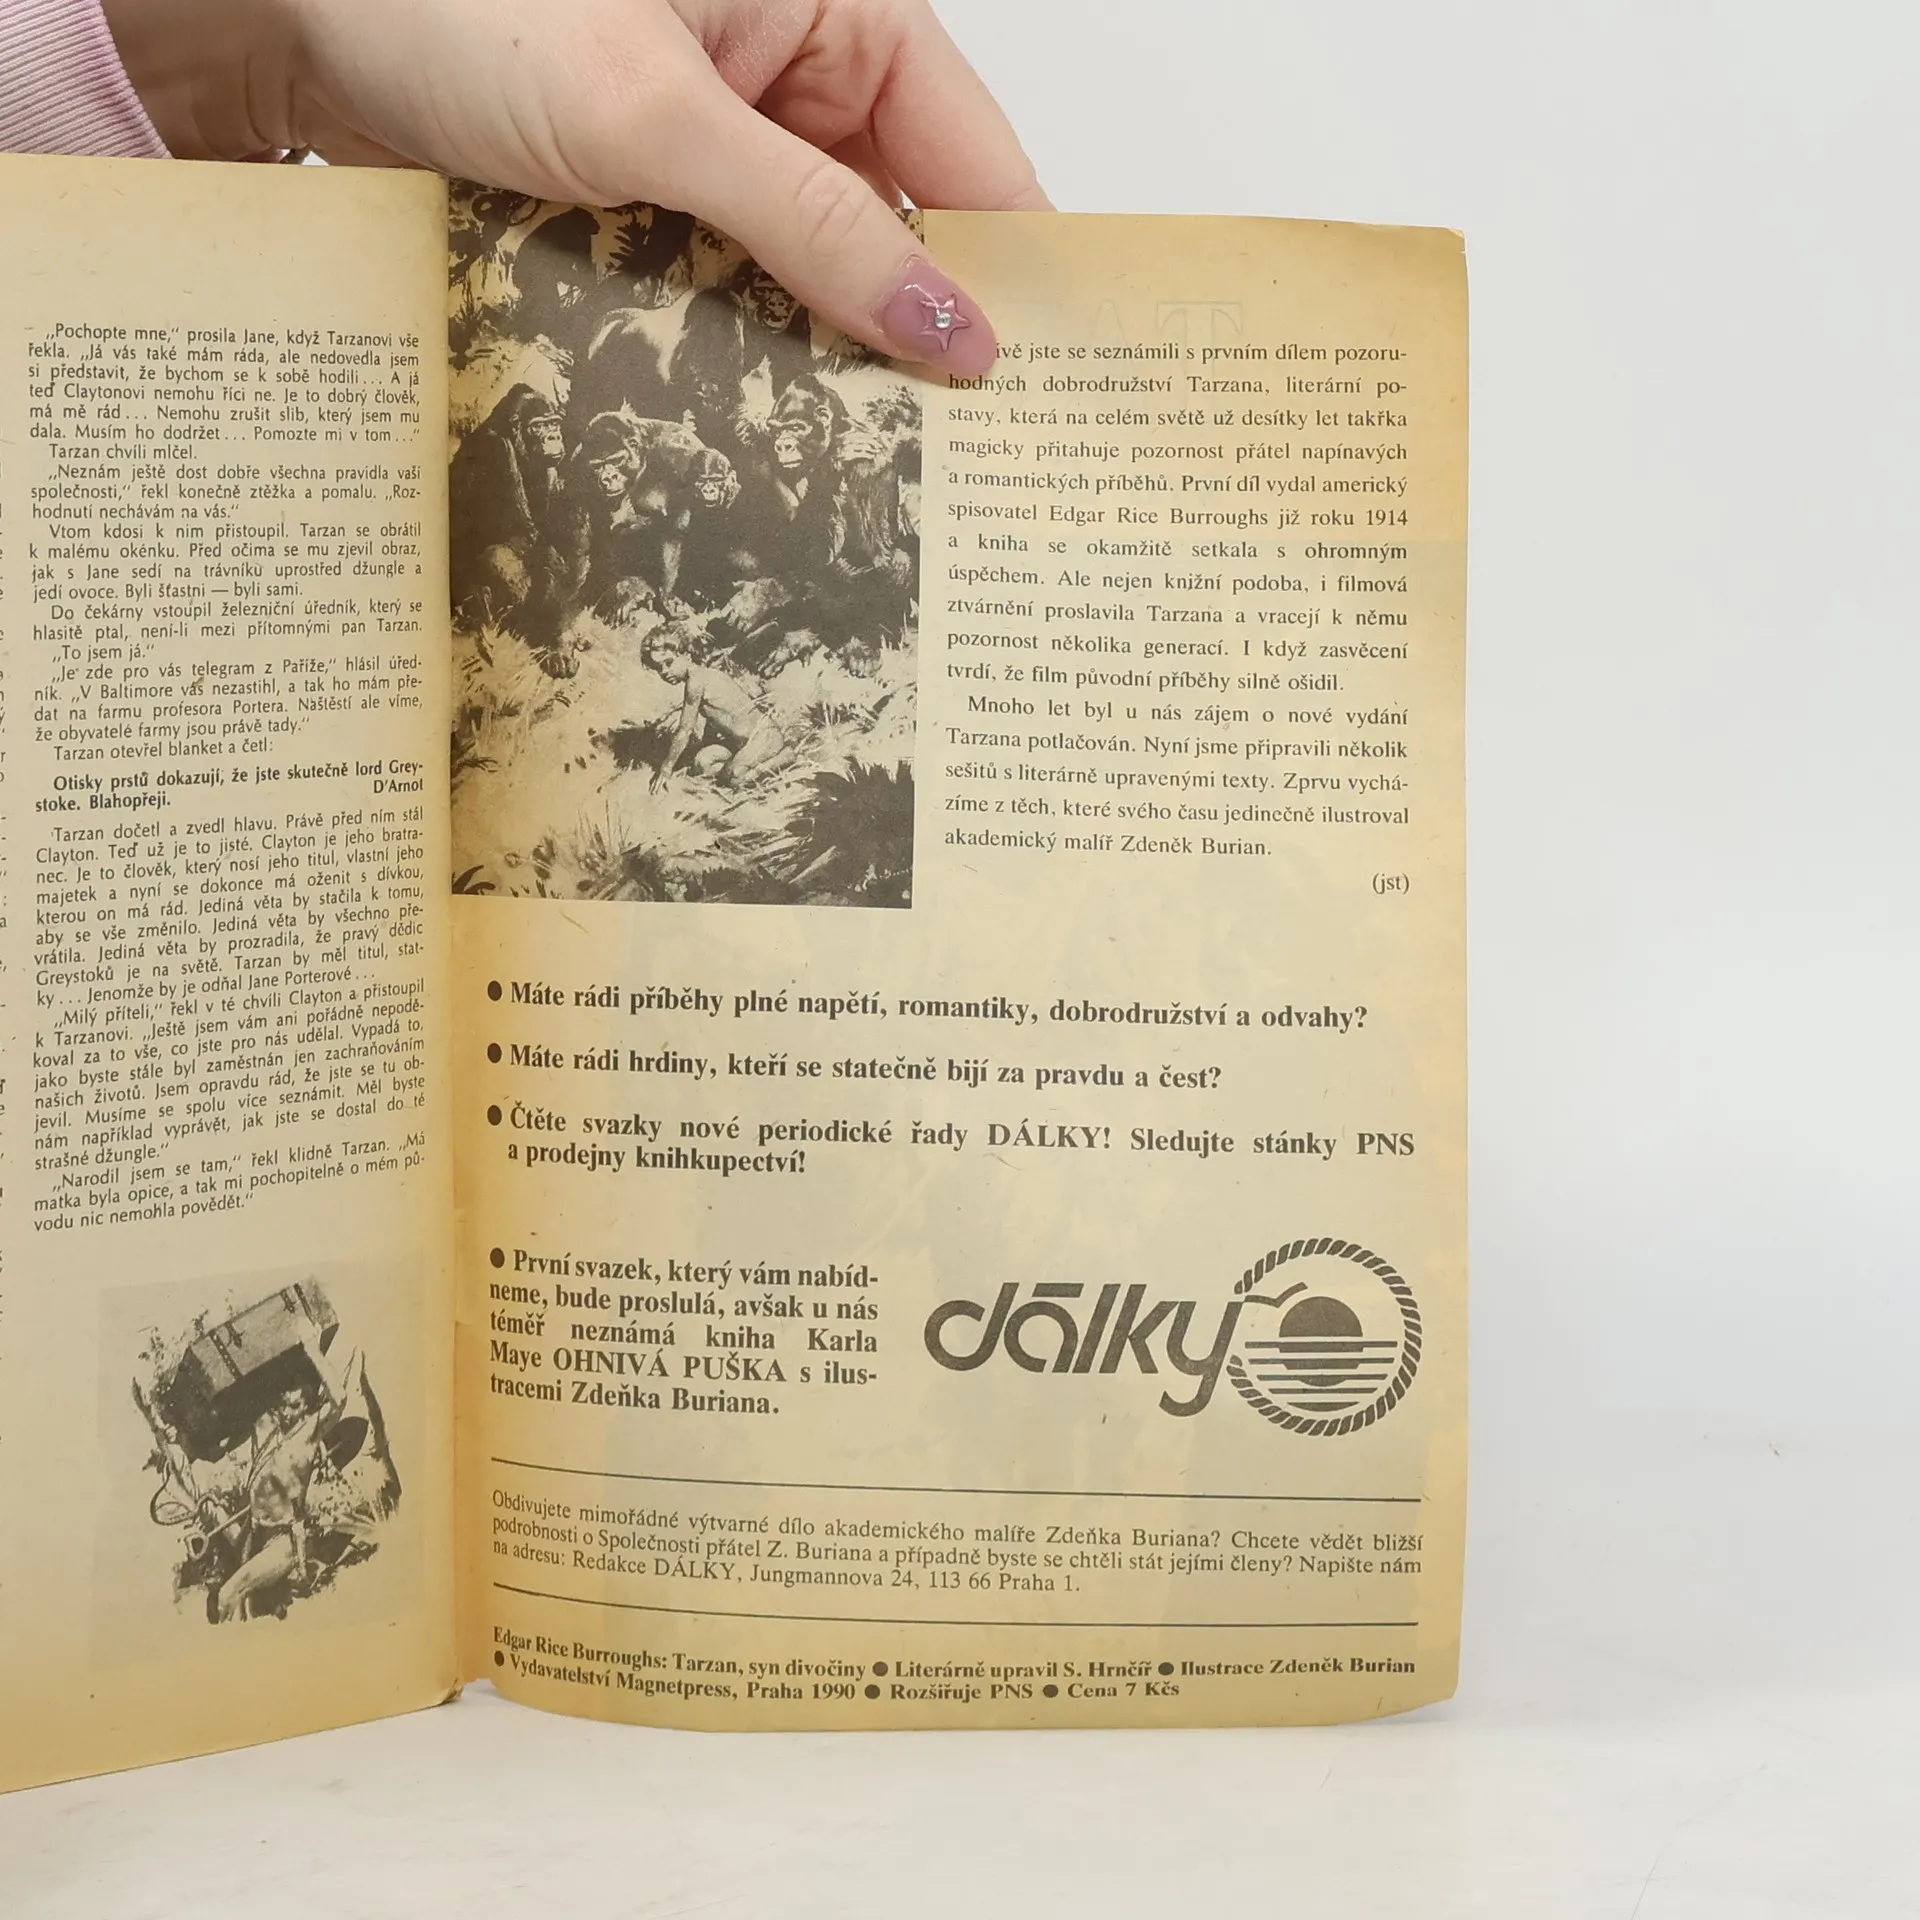 „Pochopte mne,“ prosila Jane, když Tarzanovi vše
řekla. „Já vás také mám ráda, ale nedovedla jsem
si představit, že bychom se k sobě hodili... A já
teď Claytonovi nemohu říci ne. Je to dobrý člověk,
má mě rád... Nemohu zrušit slib, který jsem mu
dala. Musím ho dodržet... Pomozte mi v tom...“
Tarzan chvíli mlčel.
„Neznám ještě dost dobře všechna pravidla vaší
společnosti,“ řekl konečně ztěžka a pomalu. „Roz-
hodnutí nechávám na vás.“
Vtom kdosi k nim přistoupil. Tarzan se obrátil
k malému okénku. Před očima se mu zjevil obraz,
jak s Jane sedí na trávníku uprostřed džungle a
jedí ovoce. Byli šťastni — byli sami.
Do čekárny vstoupil železniční úředník, který se
hlasitě ptal, není-li mezi přítomnými pan Tarzan.
„To jsem já.“
„Je zde pro vás telegram z Paříže,“ hlásil úřed-
ník. „V Baltimore vás nezastihl, a tak ho mám pře-
dat na farmu profesora Portera. Naštěstí ale víme,
že obyvatelé farmy jsou právě tady.“
Tarzan otevřel blanket a četl:
Otisky prstů dokazují, že jste skutečně lord Grey-
stoke. Blahopřeji. D'Arnol
Tarzan dočetl a zvedl hlavu. Právě před ním stál
Clayton. Teď už je to jisté. Clayton je jeho bratra-
nec. Je to člověk, který nosí jeho titul, vlastní jeho
majetek a nyní se dokonce má oženit s dívkou,
kterou on má rád. Jediná věta by stačila k tomu,
aby se vše změnilo. Jediná věta by všechno pře-
vrátila. Jediná věta by prozradila, že pravý dědic
Greystoků je na světě. Tarzan by měl titul, stat-
ky... Jenomže by je odňal Jane Porterové...
„Milý příteli,“ řekl v té chvíli Clayton a přistoupil
k Tarzanovi. „Ještě jsem vám ani pořádně nepodě-
koval za to vše, co jste pro nás udělal. Vypadá to,
jako byste stále byl zaměstnán jen zachraňováním
našich životů. Jsem opravdu rád, že jste se tu ob-
jevil. Musíme se spolu více seznámit. Měl byste
nám například vyprávět, jak jste se dostal do té
strašné džungle.“
„Narodil jsem se tam,“ řekl klidně Tarzan. „Má
matka byla opice, a tak mi pochopitelně o mém pů-
vodu nic nemohla povědět.“
jste se seznámili s prvním dílem pozoru-
hodných dobrodružství Tarzana, literární po-
stavy, která na celém světě už desítky let takřka
magicky přitahuje pozornost přátel napínavých
a romantických příběhů. První díl vydal americký
spisovatel Edgar Rice Burroughs již roku 1914
a kniha se okamžitě setkala s ohromným
úspěchem. Ale nejen knižní podoba, i filmová
ztvárnění proslavila Tarzana a vracejí k němu
pozornost několika generací. I když zasvěcení
tvrdí, že film původní příběhy silně ošidil.
Mnoho let byl u nás zájem o nové vydání
Tarzana potlačován. Nyní jsme připravili několik
sešitů s literárně upravenými texty. Zprvu vychá-
zíme z těch, které svého času jedinečně ilustroval
akademický malíř Zdeněk Burian.
(jst)
● Máte rádi příběhy plné napětí, romantiky, dobrodružství a odvahy?
● Máte rádi hrdiny, kteří se statečně bijí za pravdu a čest?
● Čtěte svazky nové periodické řady DÁLKY! Sledujte stánky PNS
a prodejny knihkupectví!
● První svazek, který vám nabíd-
neme, bude proslulá, avšak u nás
téměř neznámá kniha Karla
Maye OHNIVÁ PUŠKA s ilus-
tracemi Zdeňka Buriana.
dálky
Obdivujete mimořádné výtvarné dílo akademického malíře Zdeňka Buriana? Chcete vědět bližší
podrobnosti o Společnosti přátel Z. Buriana a případně byste se chtěli stát jejími členy? Napište nám
na adresu: Redakce DÁLKY, Jungmannova 24, 113 66 Praha 1.
Edgar Rice Burroughs: Tarzan, syn divočiny ● Literárně upravil S. Hrnčíř ● Ilustrace Zdeněk Burian
● Vydavatelství Magnetpress, Praha 1990 ● Rozšiřuje PNS ● Cena 7 Kčs